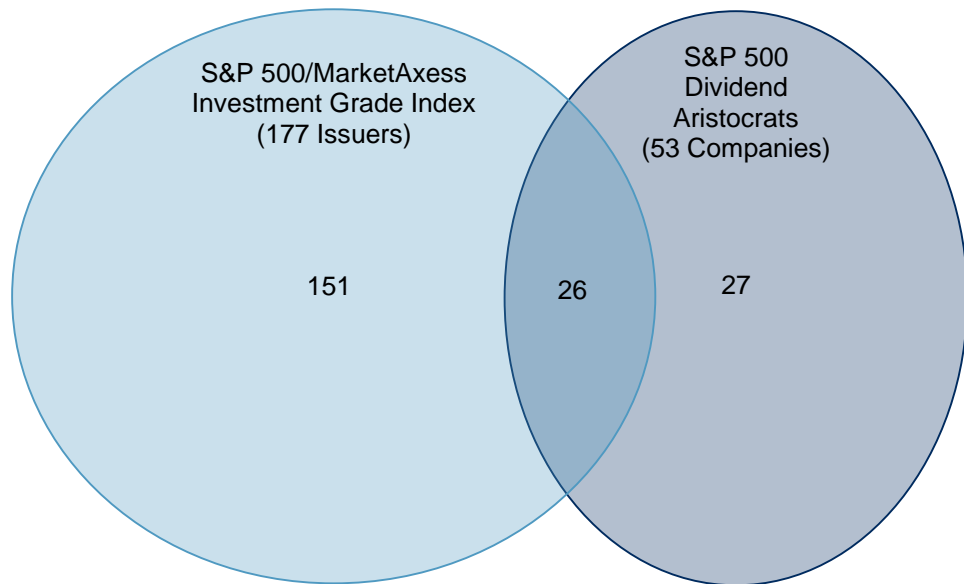 S&P 500/MarketAxess
Investment Grade Index
(177 Issuers)
S&P 500
Dividend
Aristocrats
(53 Companies)
151
26
27